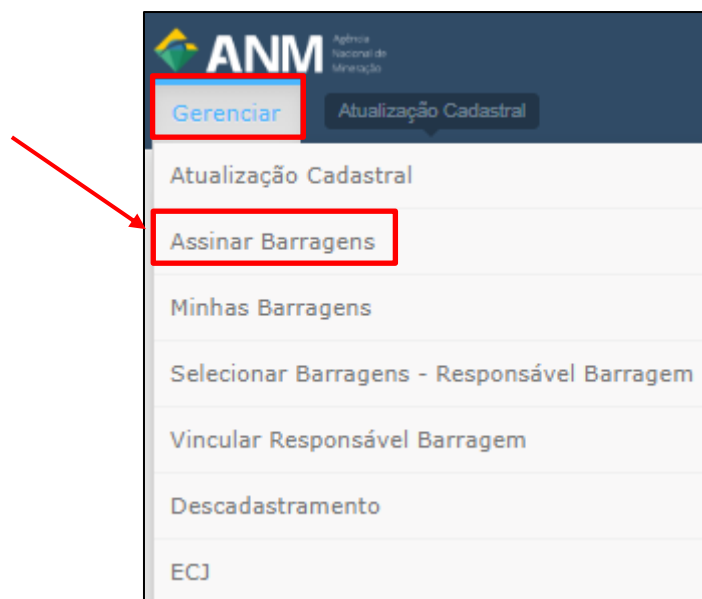 ANM
Agência
Nacional de
Mineração
Gerenciar
Atualização Cadastral
Atualização Cadastral
Assinar Barragens
Minhas Barragens
Selecionar Barragens - Responsável Barragem
Vincular Responsável Barragem
Descadastramento
ECJ